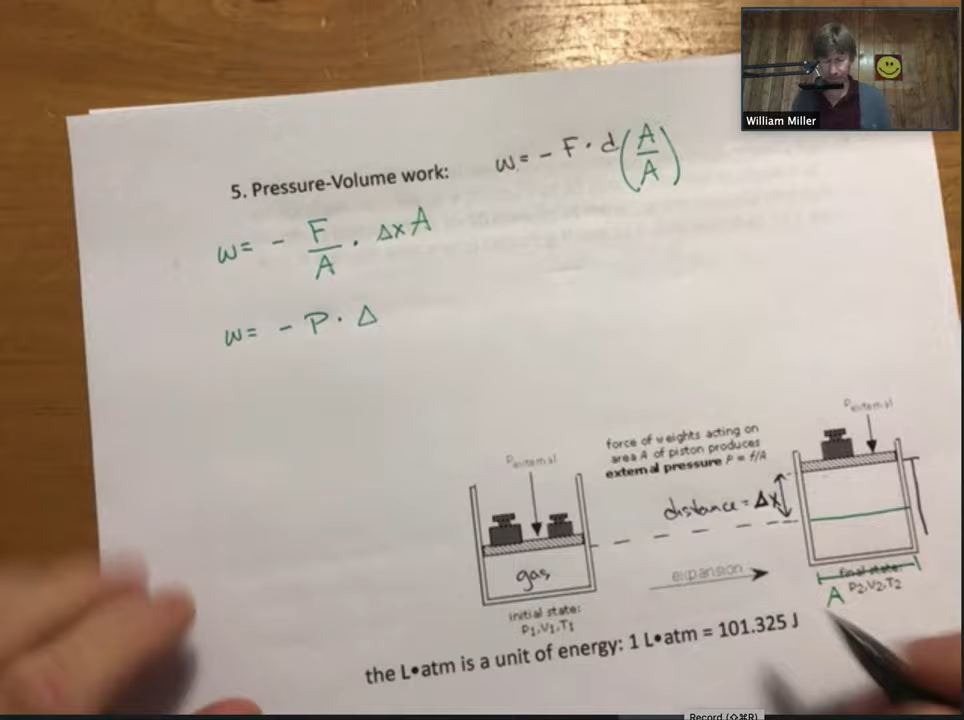 William Miller
5. Pressure-Volume work:
w = - F · d (A/A)
w = - F/A · Δx A
w = - P · Δ
Pexternal
force of weights acting on
area A of piston produces
external pressure P = f/A
distance = Δx
Pexternal
gas
expansion
initial state:
P1,V1,T1
final state:
A
P2,V2,T2
the L•atm is a unit of energy: 1 L•atm = 101.325 J
Record (⇧⌘R)